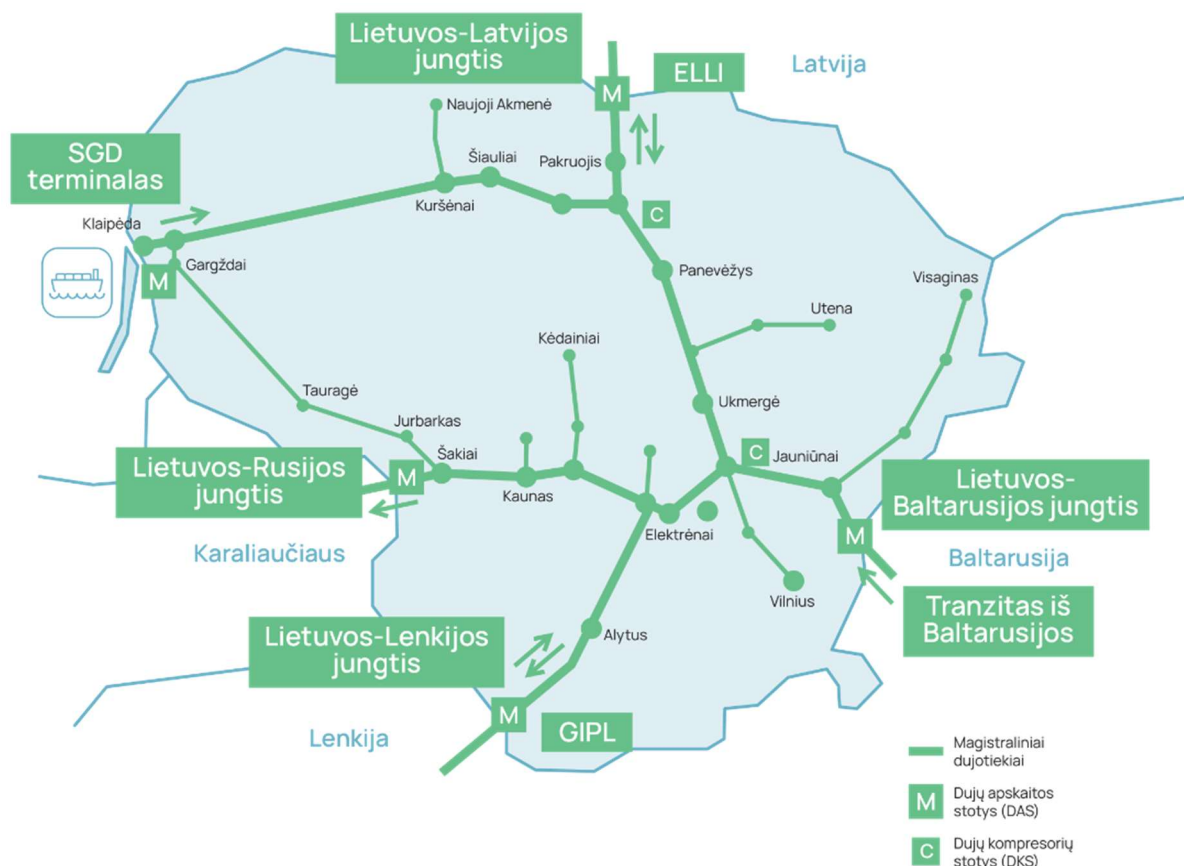 Lietuvos-Latvijos
jungtis
ELLI
Latvija
M
Naujoji Akmenė
SGD
terminalas
Šiauliai
Pakruojis
Kuršėnai
C
Klaipėda
Gargždai
M
Panevėžys
Visaginas
Utena
Kėdainiai
Tauragė
Ukmergė
Jurbarkas
Šakiai
C
Jauniūnai
Lietuvos-Rusijos
jungtis
M
Kaunas
Lietuvos-
Baltarusijos jungtis
Elektrėnai
M
Karaliaučiaus
Baltarusija
Vilnius
Tranzitas iš
Baltarusijos
Lietuvos-Lenkijos
jungtis
Alytus
M
GIPL
Lenkija
Magistraliniai
dujotiekiai
M
Dujų apskaitos
stotys (DAS)
C
Dujų kompresorių
stotys (DKS)